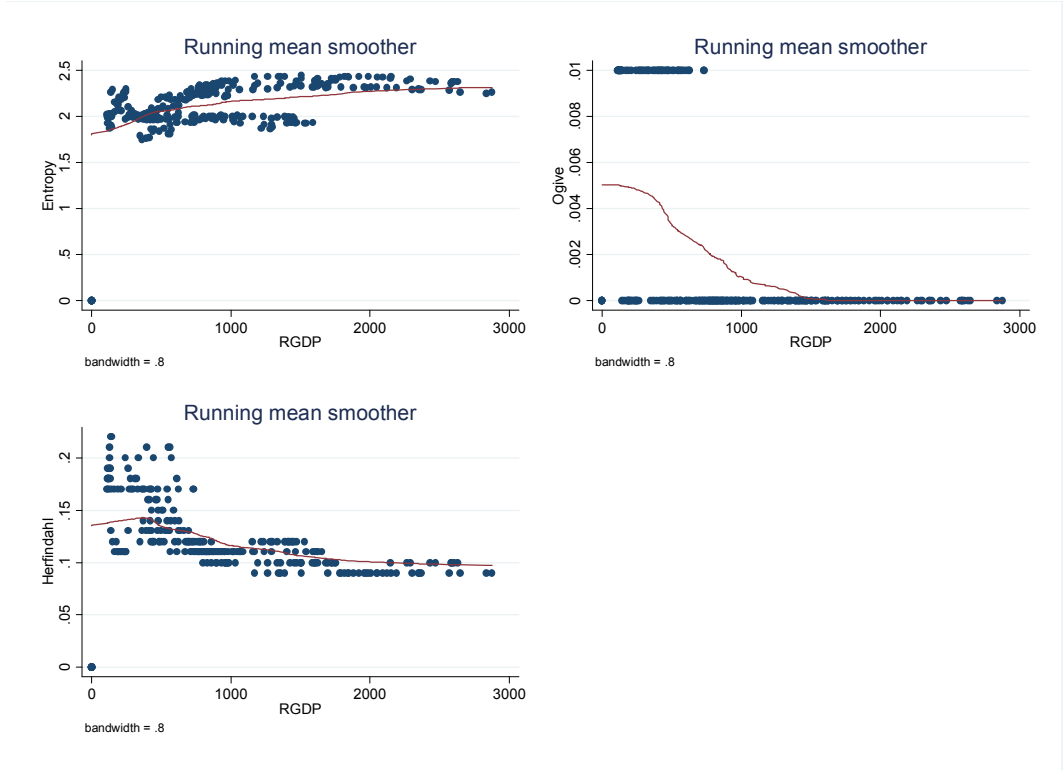 Running mean smoother
2.5
2
1.5
1
.5
0
Entropy
0 1000 2000 3000
RGDP
bandwidth = .8
Running mean smoother
.01
.008
.006
.004
.002
0
Ogive
0 1000 2000 3000
RGDP
bandwidth = .8
Running mean smoother
.2
.15
.1
.05
0
Herfindahl
0 1000 2000 3000
RGDP
bandwidth = .8